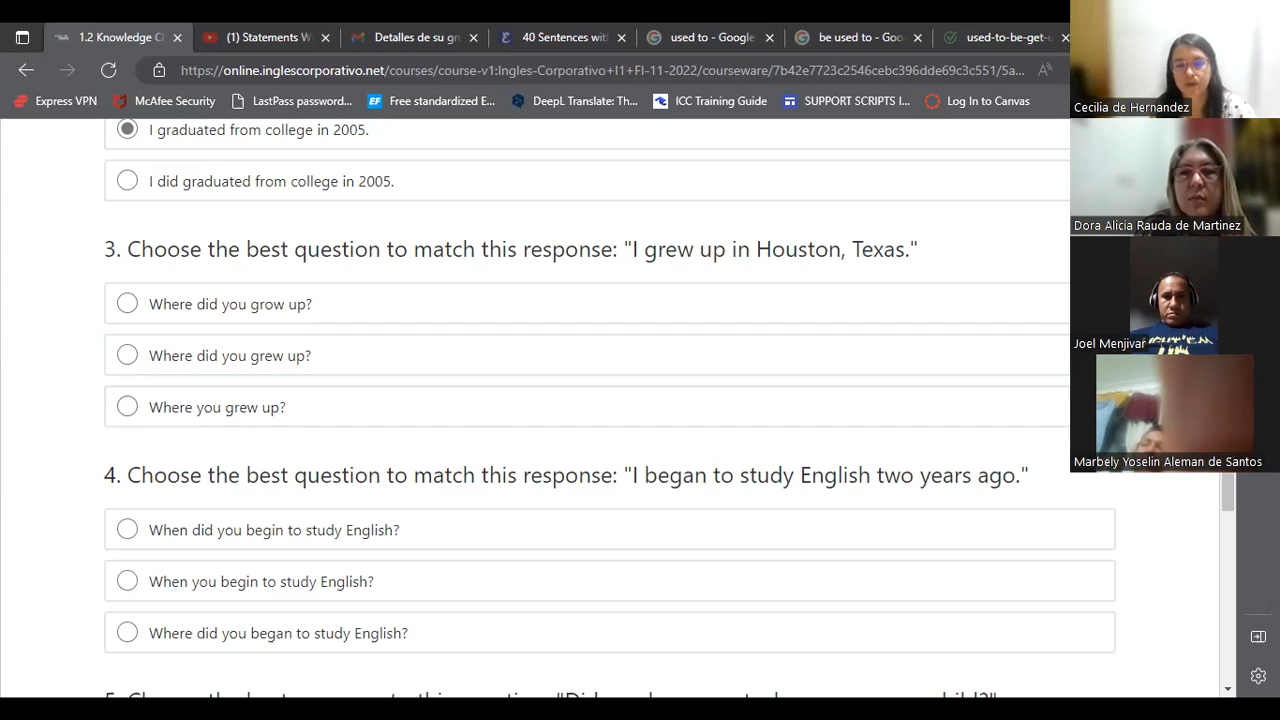 1.2 Knowledge C
(1) Statements W
Detalles de su gr
40 Sentences wit
used to - Google
be used to - Goo
used-to-be-get-u
https://online.inglescorporativo.net/courses/course-v1:Ingles-Corporativo+I1+FI-11-2022/courseware/7b42e7723c2546cebc396dde69c3c551/5a...
Express VPN
McAfee Security
LastPass password...
Free standardized E...
DeepL Translate: Th...
ICC Training Guide
SUPPORT SCRIPTS I...
Log In to Canvas
I graduated from college in 2005.
I did graduated from college in 2005.
3. Choose the best question to match this response: "I grew up in Houston, Texas."
Where did you grow up?
Where did you grew up?
Where you grew up?
4. Choose the best question to match this response: "I began to study English two years ago."
When did you begin to study English?
When you begin to study English?
Where did you began to study English?
Cecilia de Hernandez
Dora Alicia Rauda de Martinez
Joel Menjivar
Marbely Yoselin Aleman de Santos